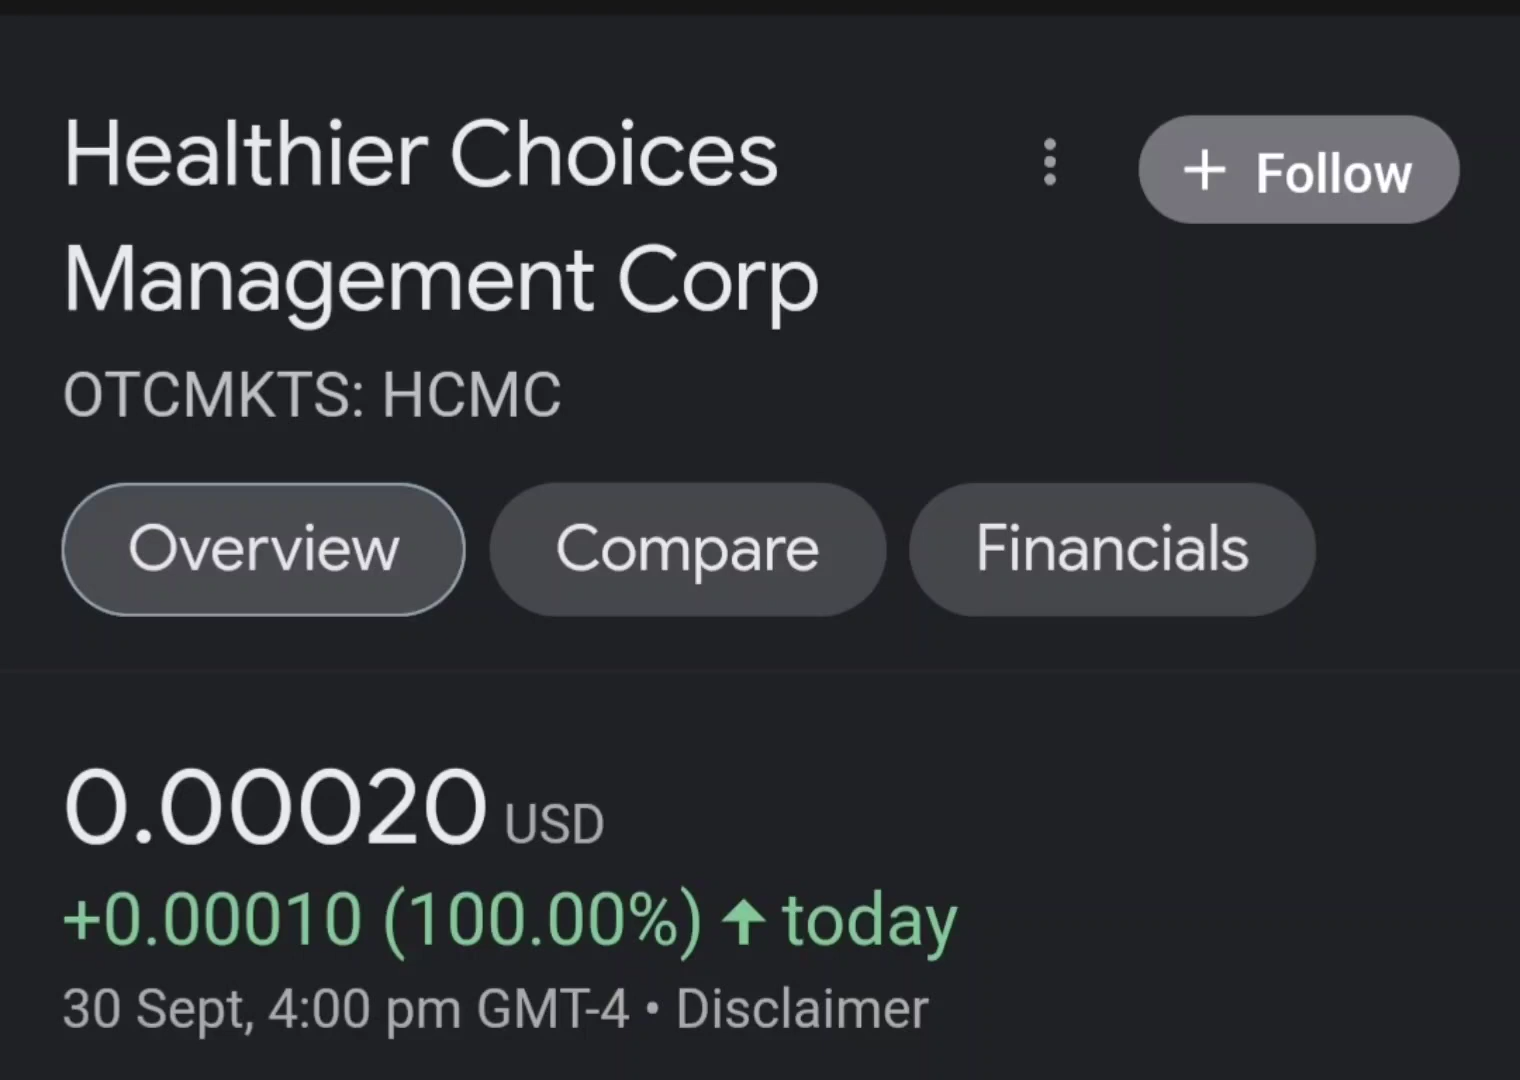 Healthier Choices
Management Corp
+ Follow
OTCMKTS: HCMC
Overview
Compare
Financials
0.00020 USD
+0.00010 (100.00%) ↑ today
30 Sept, 4:00 pm GMT-4 • Disclaimer